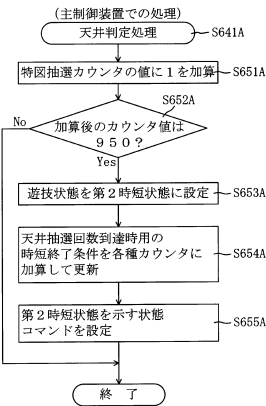 (主制御装置での処理)
天井判定処理
S641A
特図抽選カウンタの値に1を加算
S651A
S652A
加算後のカウンタ値は
950?
No
Yes
遊技状態を第2時短状態に設定
S653A
天井抽選回数到達時用の
時短終了条件を各種カウンタに
加算して更新
S654A
第2時短状態を示す状態
コマンドを設定
S655A
終 了